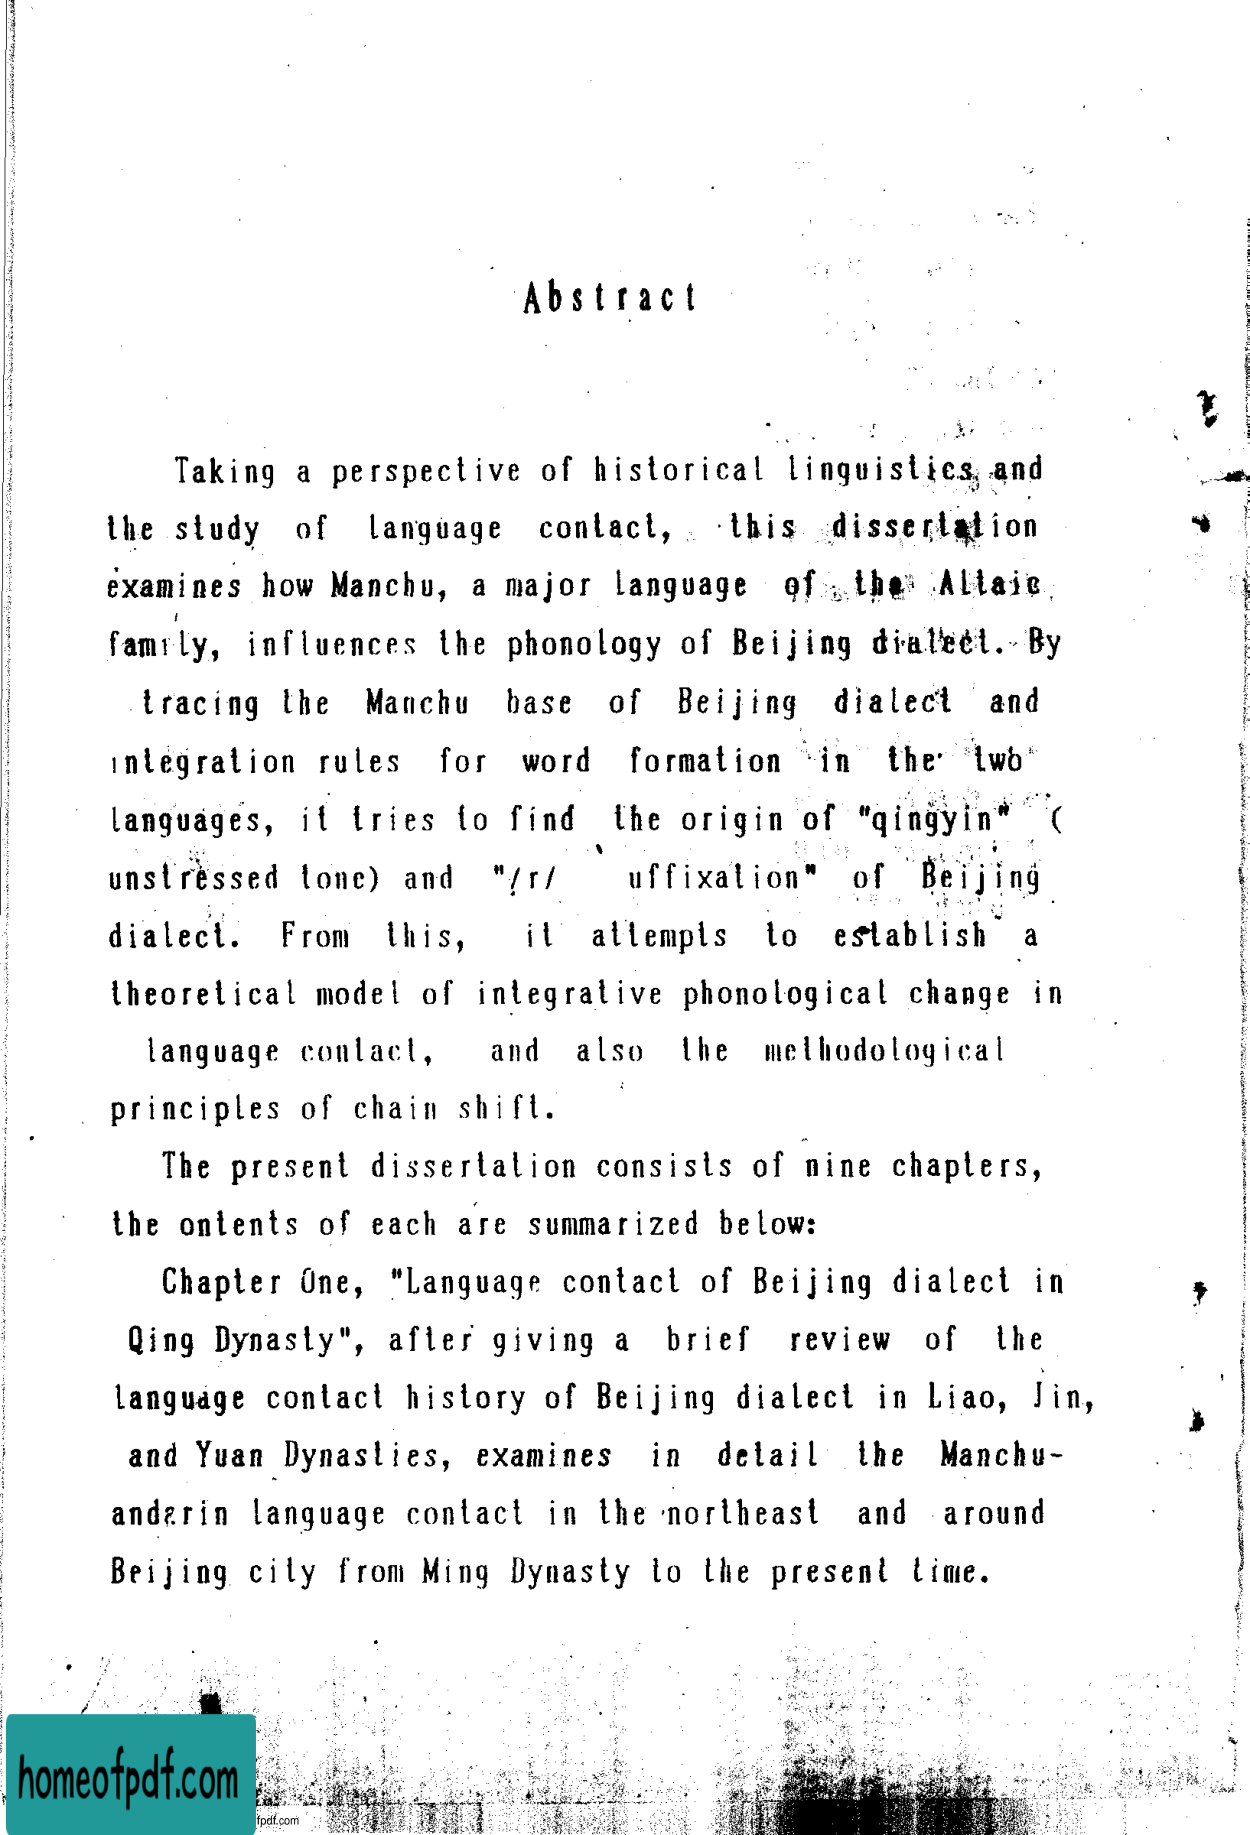 Abstract
Taking a perspective of historical linguistics and
the study of language contact, this dissertation
examines how Manchu, a major language of the Altaic
family, influences the phonology of Beijing dialect. By
tracing the Manchu base of Beijing dialect and
integration rules for word formation in the two
languages, it tries to find the origin of "qingyin" (
unstressed tone) and "/r/ uffixation" of Beijing
dialect. From this, it attempts to establish a
theoretical model of integrative phonological change in
language contact, and also the methodological
principles of chain shift.
The present dissertation consists of nine chapters,
the ontents of each are summarized below:
Chapter One, "Language contact of Beijing dialect in
Qing Dynasty", after giving a brief review of the
language contact history of Beijing dialect in Liao, Jin,
and Yuan Dynasties, examines in detail the Manchu-
andarin language contact in the northeast and around
Beijing city from Ming Dynasty to the present time.
homeofpdf.com
fpdf.com